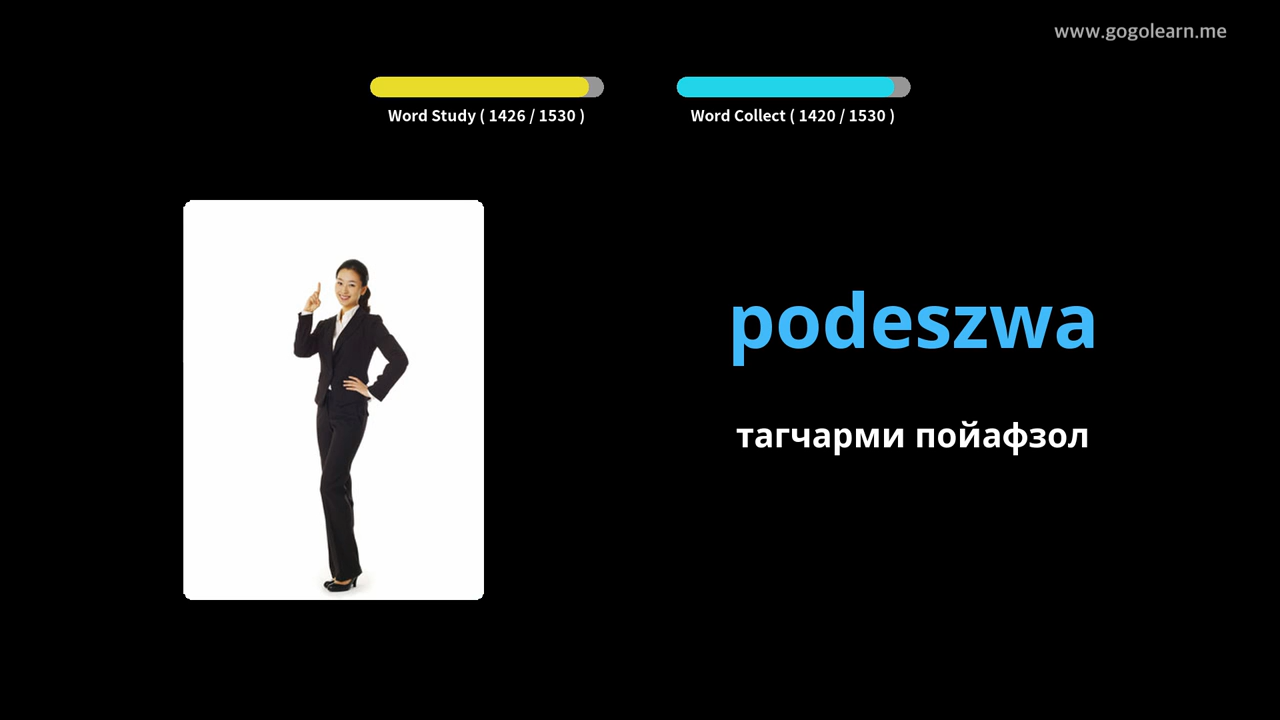 www.gogolearn.me
Word Study ( 1426 / 1530 )
Word Collect ( 1420 / 1530 )
podeszwa
тагчарми пойафзол